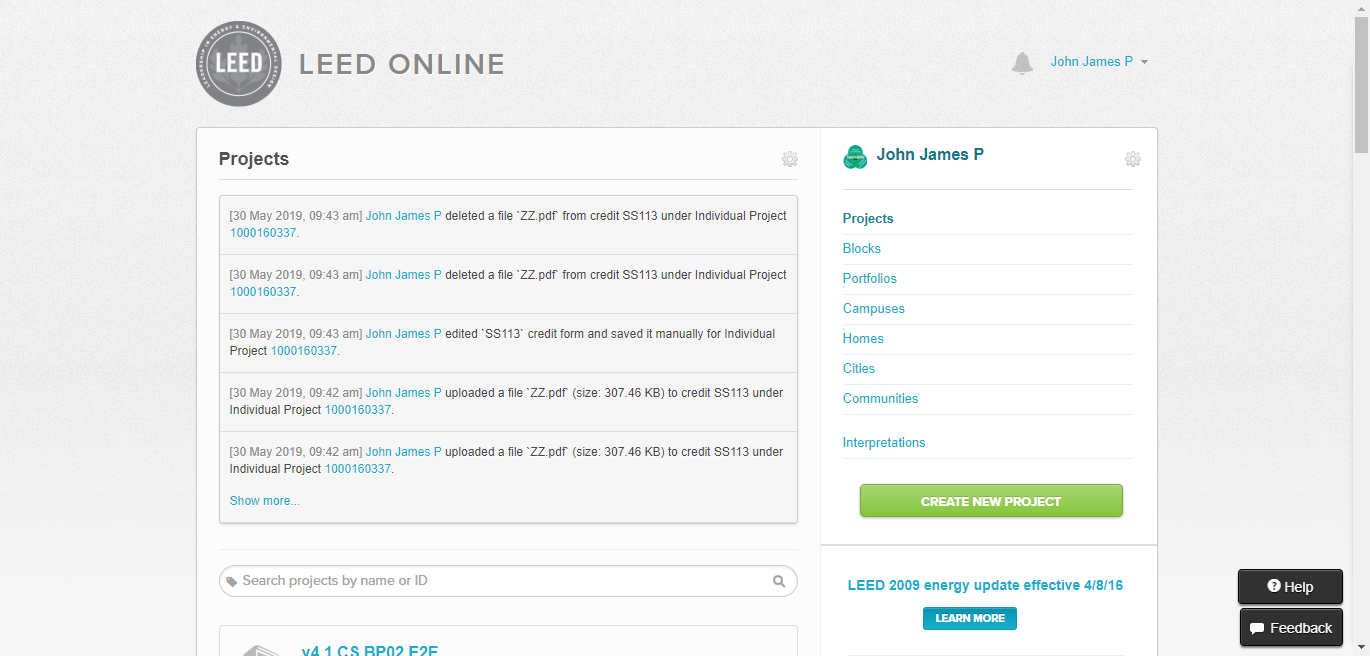 LEADERSHIP IN ENERGY & ENVIRONMENTAL DESIGN
LEED
LEED ONLINE
John James P
Projects
[30 May 2019, 09:43 am] John James P deleted a file `ZZ.pdf` from credit SS113 under Individual Project
1000160337.
[30 May 2019, 09:43 am] John James P deleted a file `ZZ.pdf` from credit SS113 under Individual Project
1000160337.
[30 May 2019, 09:43 am] John James P edited `SS113` credit form and saved it manually for Individual
Project 1000160337.
[30 May 2019, 09:42 am] John James P uploaded a file `ZZ.pdf` (size: 307.46 KB) to credit SS113 under
Individual Project 1000160337.
[30 May 2019, 09:42 am] John James P uploaded a file `ZZ.pdf` (size: 307.46 KB) to credit SS113 under
Individual Project 1000160337.
Show more...
Search projects by name or ID
v4.1 CS BP02 E2E
John James P
Projects
Blocks
Portfolios
Campuses
Homes
Cities
Communities
Interpretations
CREATE NEW PROJECT
LEED 2009 energy update effective 4/8/16
LEARN MORE
Help
Feedback